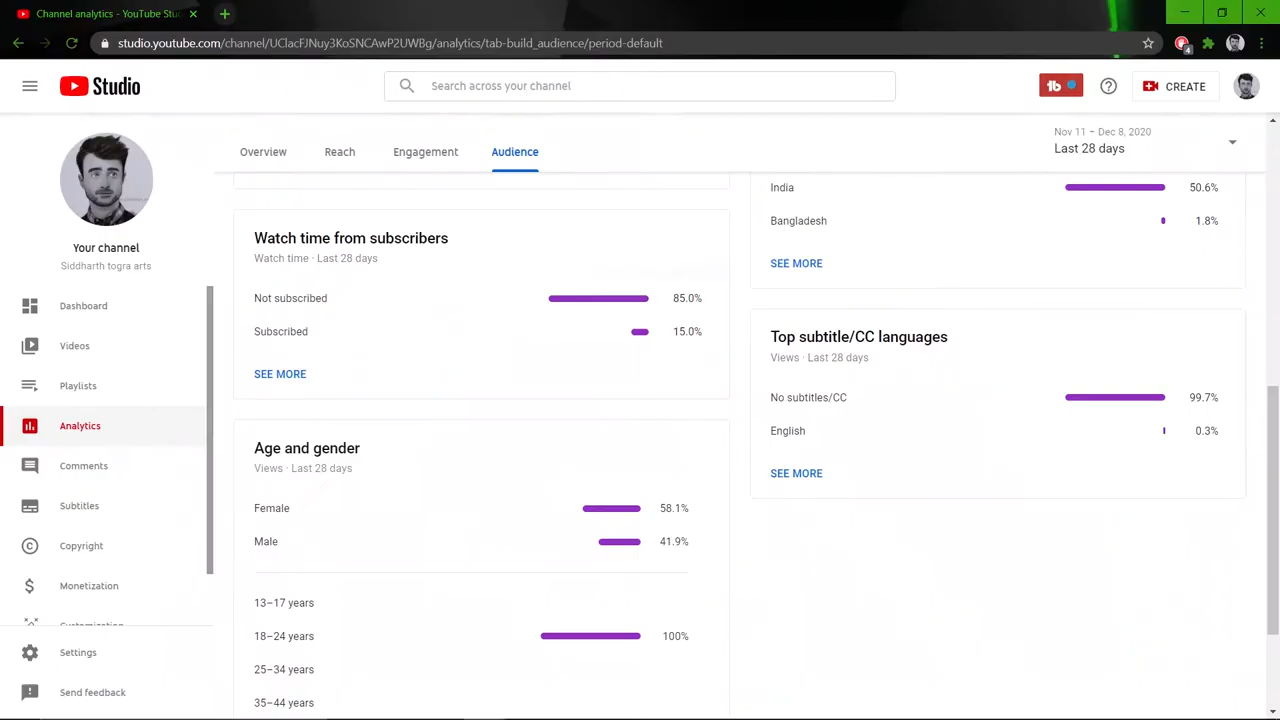 Channel analytics - YouTube Stu
studio.youtube.com/channel/UClacFJNuy3KoSNCAwP2UWBg/analytics/tab-build_audience/period-default
4
Studio
Search across your channel
CREATE
Your channel
Siddharth togra arts
Dashboard
Videos
Playlists
Analytics
Comments
Subtitles
Copyright
Monetization
Customization
Settings
Send feedback
Overview
Reach
Engagement
Audience
Nov 11 – Dec 8, 2020
Last 28 days
Watch time from subscribers
Watch time · Last 28 days
Not subscribed 85.0%
Subscribed 15.0%
SEE MORE
Age and gender
Views · Last 28 days
Female 58.1%
Male 41.9%
13–17 years
18–24 years 100%
25–34 years
35–44 years
India 50.6%
Bangladesh 1.8%
SEE MORE
Top subtitle/CC languages
Views · Last 28 days
No subtitles/CC 99.7%
English 0.3%
SEE MORE